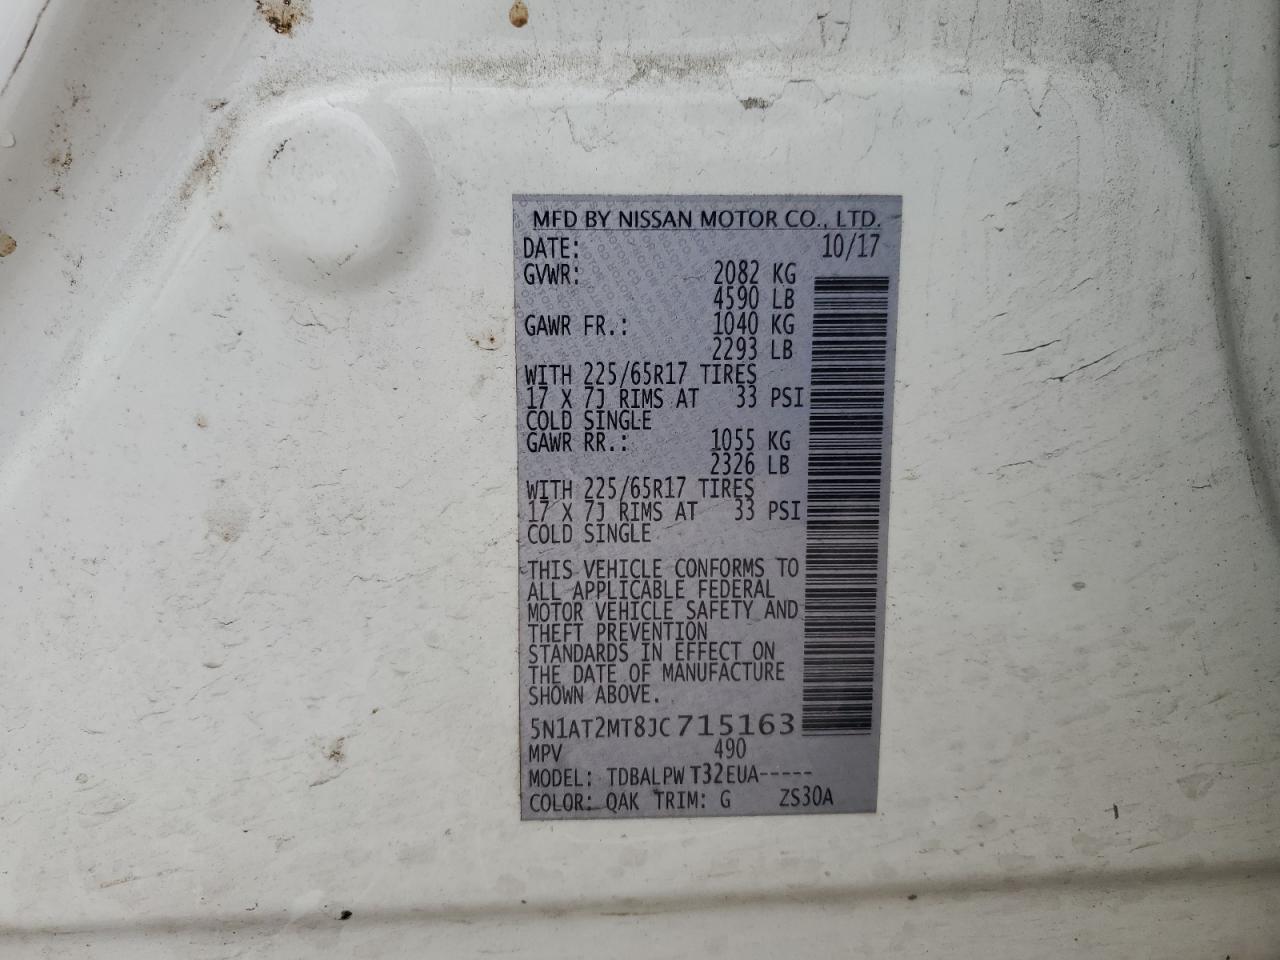 MFD BY NISSAN MOTOR CO., LTD.
DATE: 10/17
GVWR: 2082 KG
4590 LB
GAWR FR.: 1040 KG
2293 LB
WITH 225/65R17 TIRES
17 X 7J RIMS AT 33 PSI
COLD SINGLE
GAWR RR.: 1055 KG
2326 LB
WITH 225/65R17 TIRES
17 X 7J RIMS AT 33 PSI
COLD SINGLE
THIS VEHICLE CONFORMS TO
ALL APPLICABLE FEDERAL
MOTOR VEHICLE SAFETY AND
THEFT PREVENTION
STANDARDS IN EFFECT ON
THE DATE OF MANUFACTURE
SHOWN ABOVE.
5N1AT2MT8JC715163
MPV 490
MODEL: TDBALPW T32EUA-----
COLOR: QAK TRIM: G ZS30A